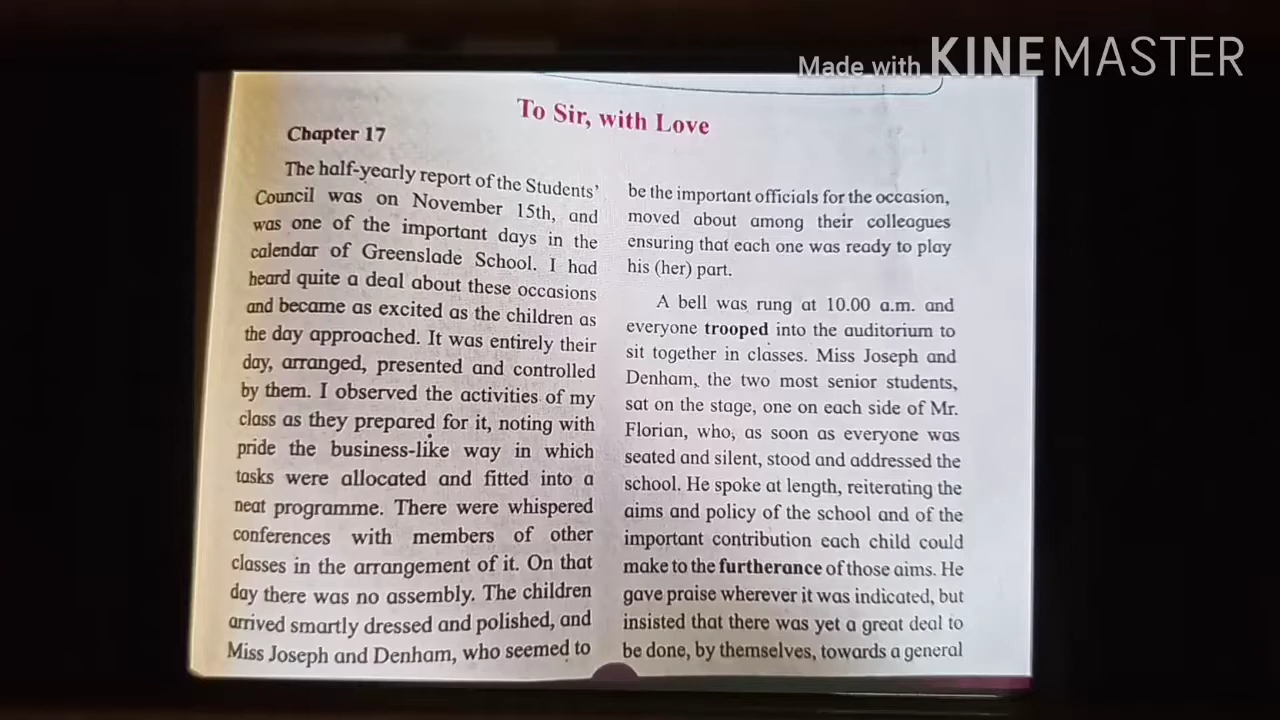 Made with KINEMASTER
To Sir, with Love
Chapter 17
The half-yearly report of the Students'
Council was on November 15th, and
was one of the important days in the
calendar of Greenslade School. I had
heard quite a deal about these occasions
and became as excited as the children as
the day approached. It was entirely their
day, arranged, presented and controlled
by them. I observed the activities of my
class as they prepared for it, noting with
pride the business-like way in which
tasks were allocated and fitted into a
neat programme. There were whispered
conferences with members of other
classes in the arrangement of it. On that
day there was no assembly. The children
arrived smartly dressed and polished, and
Miss Joseph and Denham, who seemed to
be the important officials for the occasion,
moved about among their colleagues
ensuring that each one was ready to play
his (her) part.
A bell was rung at 10.00 a.m. and
everyone trooped into the auditorium to
sit together in classes. Miss Joseph and
Denham, the two most senior students,
sat on the stage, one on each side of Mr.
Florian, who, as soon as everyone was
seated and silent, stood and addressed the
school. He spoke at length, reiterating the
aims and policy of the school and of the
important contribution each child could
make to the furtherance of those aims. He
gave praise wherever it was indicated, but
insisted that there was yet a great deal to
be done, by themselves, towards a general